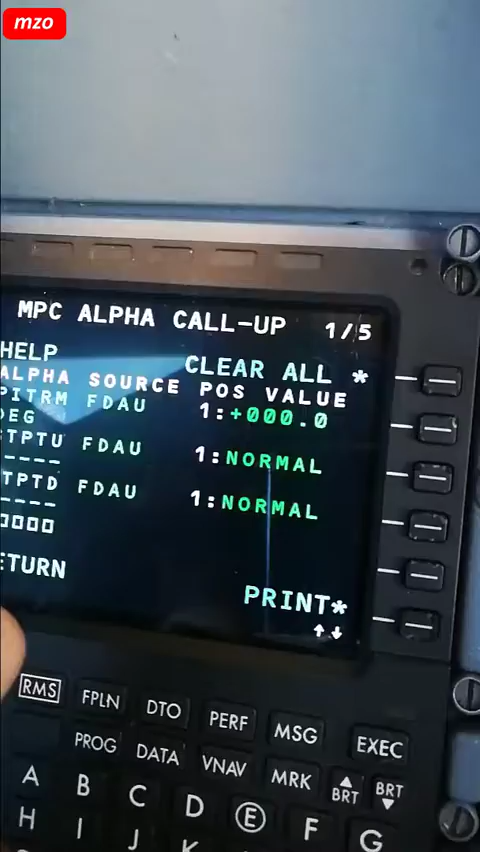 mzo
MPC ALPHA CALL-UP 1/5
HELP
CLEAR ALL *
ALPHA SOURCE POS VALUE
PITRM FDAU 1:+000.0
DEG
TPTU FDAU 1:NORMAL
----
TPTD FDAU 1:NORMAL
----
□□□□
ETURN
PRINT*
↑↓
RMS FPLN DTO PERF MSG EXEC
PROG DATA VNAV MRK ▲ BRT BRT ▼
A B C D E F G
H I J K